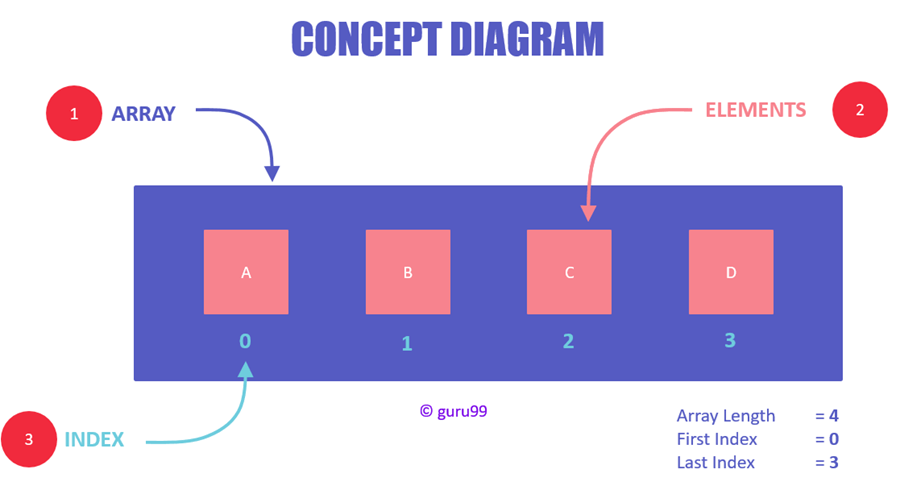 CONCEPT DIAGRAM
1 ARRAY
ELEMENTS 2
A B C D
0 1 2 3
3 INDEX
© guru99
Array Length = 4
First Index = 0
Last Index = 3